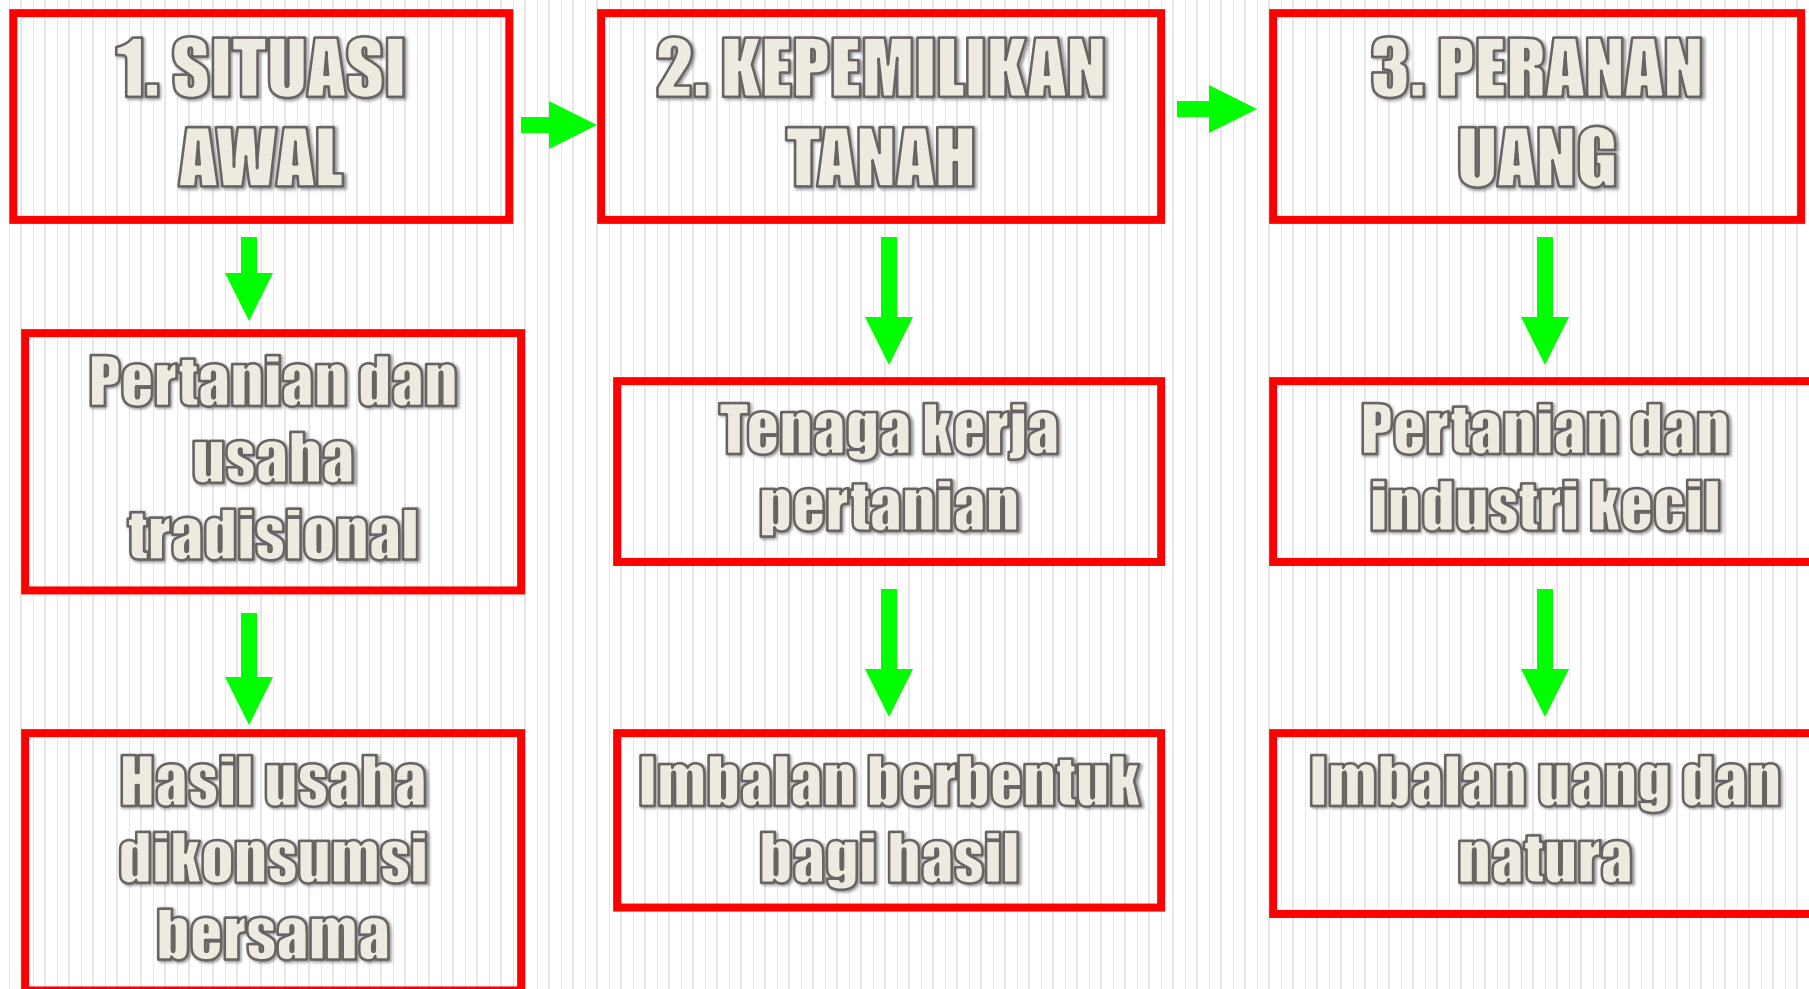 1. SITUASI
AWAL
2. KEPEMILIKAN
TANAH
3. PERANAN
UANG
Pertanian dan
usaha
tradisional
Tenaga kerja
pertanian
Pertanian dan
industri kecil
Hasil usaha
dikonsumsi
bersama
Imbalan berbentuk
bagi hasil
Imbalan uang dan
natura